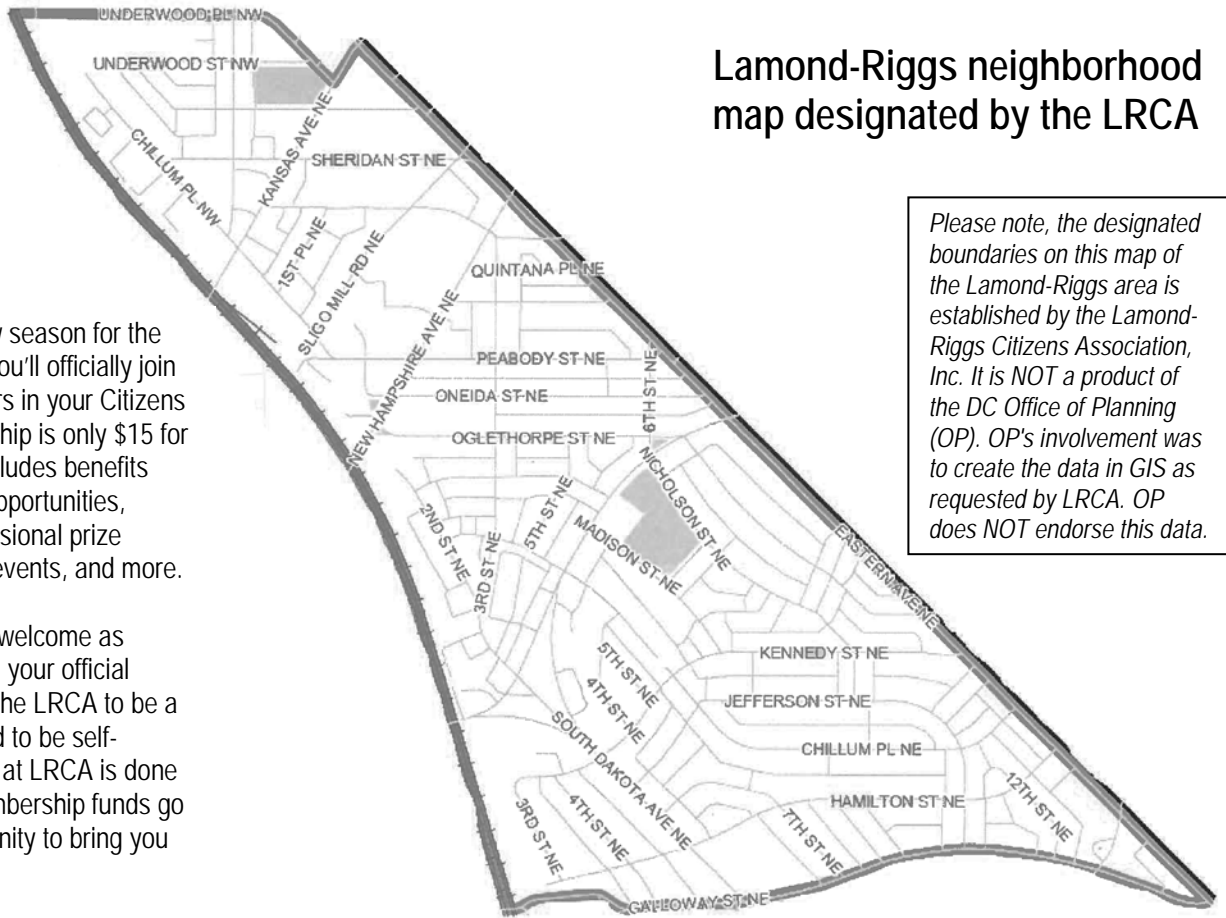 Lamond-Riggs neighborhood
map designated by the LRCA
Please note, the designated
boundaries on this map of
the Lamond-Riggs area is
established by the Lamond-
Riggs Citizens Association,
Inc. It is NOT a product of
the DC Office of Planning
(OP). OP's involvement was
to create the data in GIS as
requested by LRCA. OP
does NOT endorse this data.
season for the
ou'll officially join
rs in your Citizens
ship is only $15 for
ludes benefits
pportunities,
sional prize
events, and more.
welcome as
your official
he LRCA to be a
d to be self-
at LRCA is done
mbership funds go
nity to bring you
UNDERWOOD PL NW
UNDERWOOD ST NW
KANSAS AVE NE
CHILLUM PL NW
SHERIDAN ST NE
1ST PL NE
SLIGO MILL RD NE
QUINTANA PL NE
NEW HAMPSHIRE AVE NE
PEABODY ST NE
6TH ST NE
ONEIDA ST NE
OGLETHORPE ST NE
NICHOLSON ST NE
2ND ST NE
3RD ST NE
5TH ST NE
MADISON ST NE
EASTERN AVE NE
KENNEDY ST NE
5TH ST NE
4TH ST NE
JEFFERSON ST NE
SOUTH DAKOTA AVE NE
CHILLUM PL NE
HAMILTON ST NE
12TH ST NE
3RD ST NE
4TH ST NE
7TH ST NE
GALLOWAY ST NE